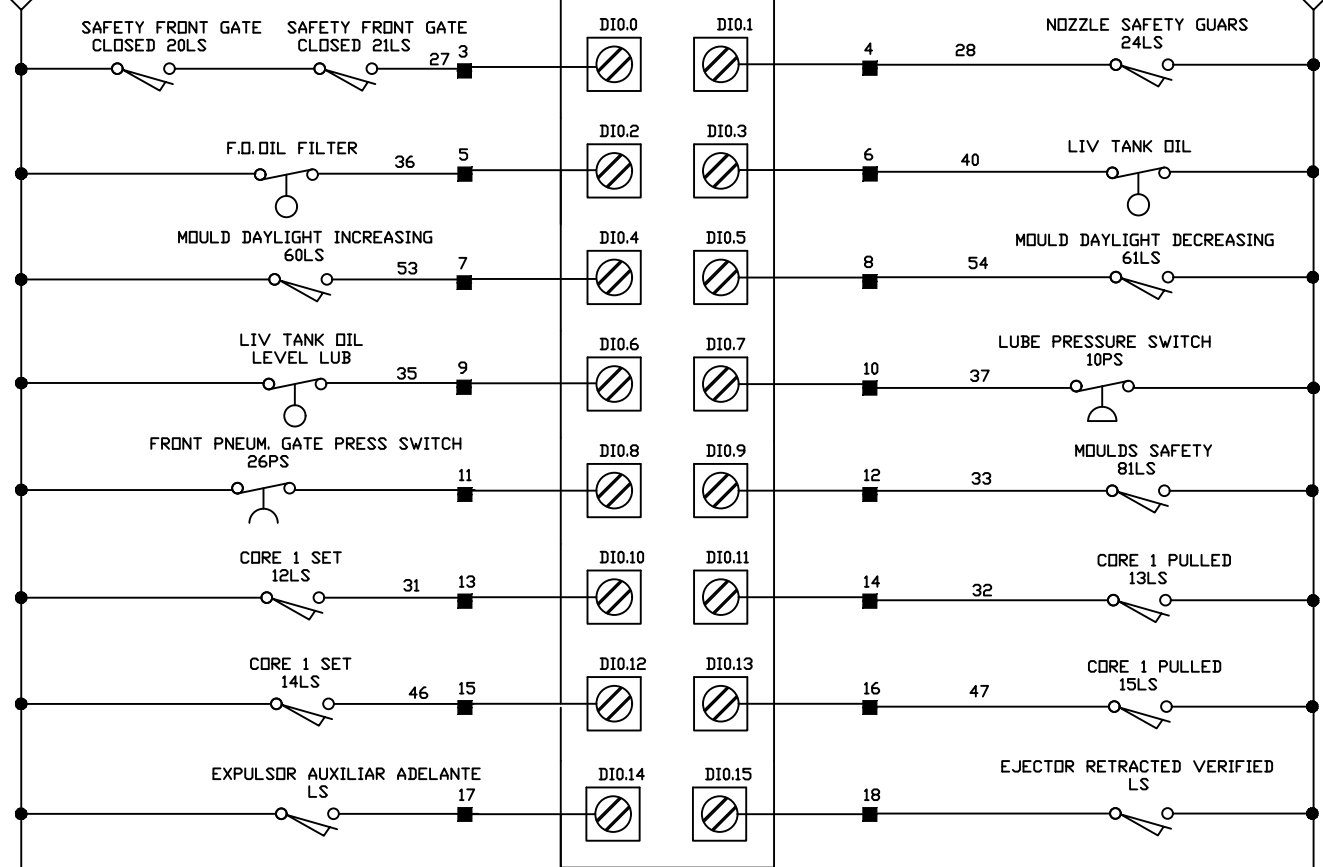 SAFETY FRONT GATE SAFETY FRONT GATE
CLOSED 20LS CLOSED 21LS
27 3
DI0.0 DI0.1
4 28
NOZZLE SAFETY GUARS
24LS
F.O.OIL FILTER
36 5
DI0.2 DI0.3
6 40
LIV TANK OIL
MOULD DAYLIGHT INCREASING
60LS
53 7
DI0.4 DI0.5
8 54
MOULD DAYLIGHT DECREASING
61LS
LIV TANK OIL
LEVEL LUB
35 9
DI0.6 DI0.7
10 37
LUBE PRESSURE SWITCH
10PS
FRONT PNEUM. GATE PRESS SWITCH
26PS
11
DI0.8 DI0.9
12 33
MOULDS SAFETY
81LS
CORE 1 SET
12LS
31 13
DI0.10 DI0.11
14 32
CORE 1 PULLED
13LS
CORE 1 SET
14LS
46 15
DI0.12 DI0.13
16 47
CORE 1 PULLED
15LS
EXPULSOR AUXILIAR ADELANTE
LS
17
DI0.14 DI0.15
18
EJECTOR RETRACTED VERIFIED
LS